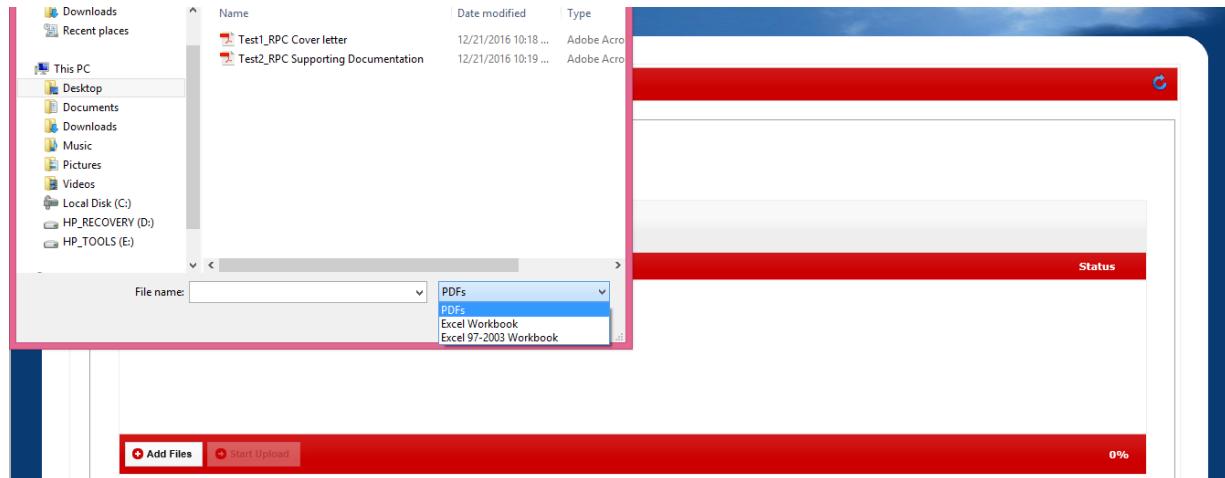 Downloads
Recent places
This PC
Desktop
Documents
Downloads
Music
Pictures
Videos
Local Disk (C:)
HP_RECOVERY (D:)
HP_TOOLS (E:)
Name Date modified Type
Test1_RPC Cover letter 12/21/2016 10:18 ... Adobe Acro
Test2_RPC Supporting Documentation 12/21/2016 10:19 ... Adobe Acro
File name: PDFs
PDFs
Excel Workbook
Excel 97-2003 Workbook
Status
Add Files Start Upload 0%